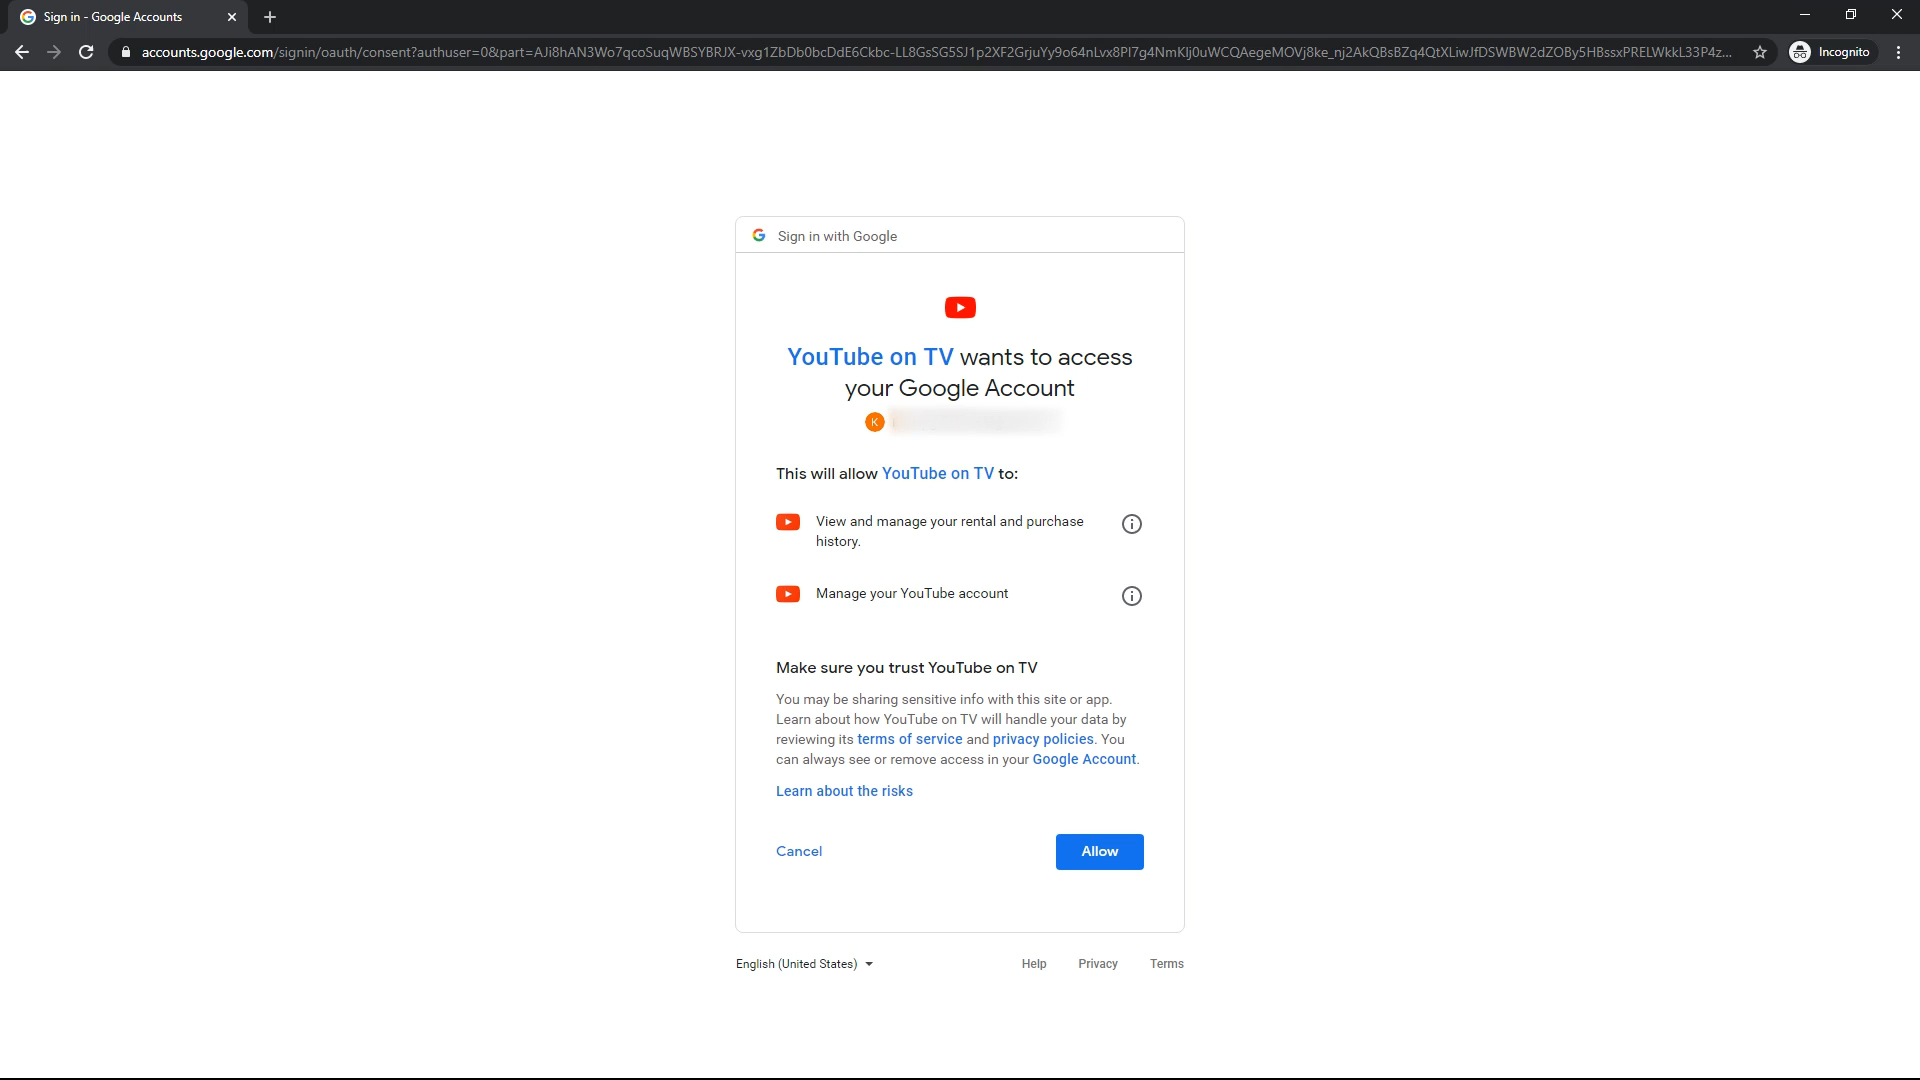 Sign in - Google Accounts
accounts.google.com/signin/oauth/consent?authuser=0&part=AJi8hAN3Wo7qcoSuqWBSYBRJX-vxg1ZbDb0bcDdE6Ckbc-LL8GsSG5SJ1p2XF2GrjuYy9o64nLvx8PI7g4NmKlj0uWCQAegeMOVj8ke_nj2AkQBsBZq4QtXLiwJfDSWBW2dZOBy5HBssxPRELWkkL33P4z...
Incognito
Sign in with Google
YouTube on TV wants to access
your Google Account
K
This will allow YouTube on TV to:
View and manage your rental and purchase
history.
Manage your YouTube account
Make sure you trust YouTube on TV
You may be sharing sensitive info with this site or app.
Learn about how YouTube on TV will handle your data by
reviewing its terms of service and privacy policies. You
can always see or remove access in your Google Account.
Learn about the risks
Cancel
Allow
English (United States)
Help
Privacy
Terms